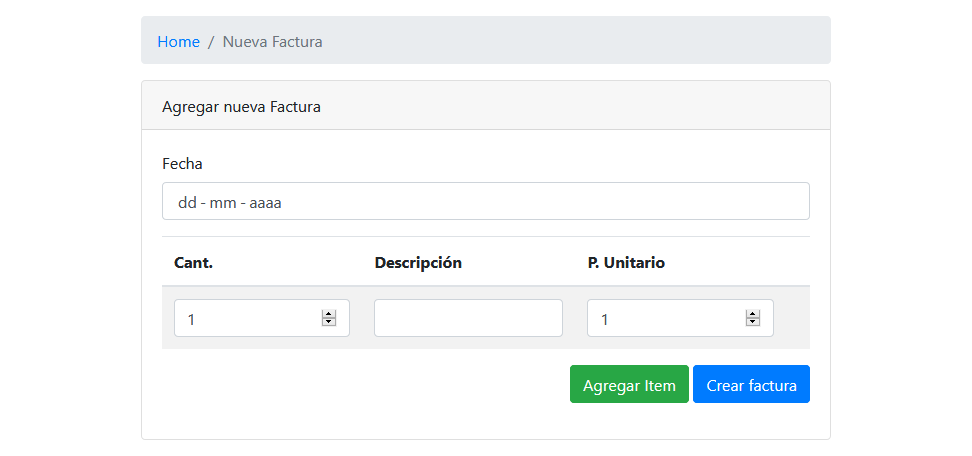 Home / Nueva Factura
Agregar nueva Factura
Fecha
dd - mm - aaaa
Cant. Descripción P. Unitario
1 1
Agregar Item Crear factura